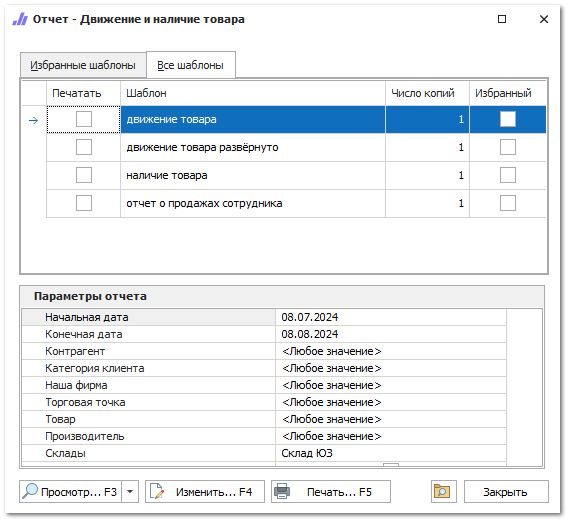 Отчет - Движение и наличие товара
Избранные шаблоны Все шаблоны
Печатать Шаблон Число копий Избранный
движение товара 1
движение товара развёрнуто 1
наличие товара 1
отчет о продажах сотрудника 1
Параметры отчета
Начальная дата 08.07.2024
Конечная дата 08.08.2024
Контрагент <Любое значение>
Категория клиента <Любое значение>
Наша фирма <Любое значение>
Торговая точка <Любое значение>
Товар <Любое значение>
Производитель <Любое значение>
Склады Склад ЮЗ
Просмотр... F3 Изменить... F4 Печать... F5 Закрыть